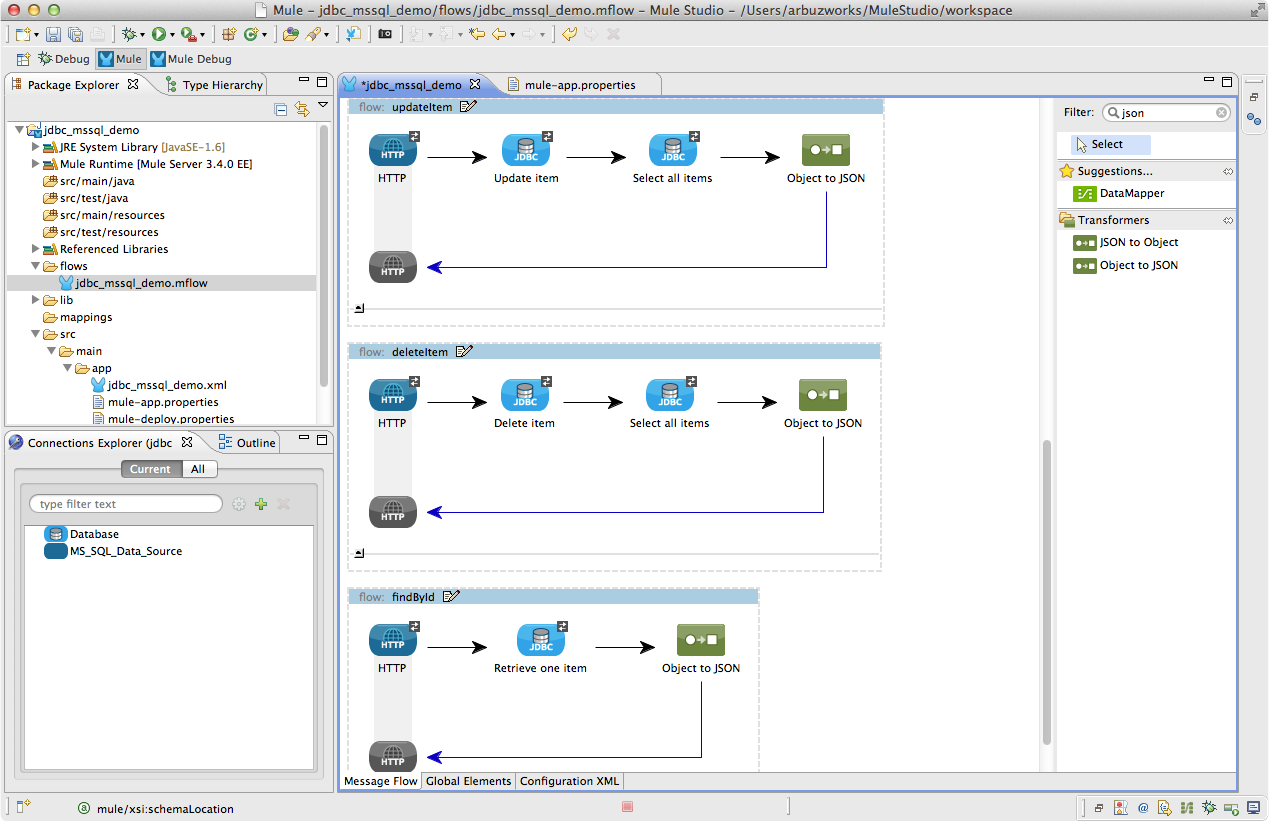 Mule - jdbc_mssql_demo/flows/jdbc_mssql_demo.mflow - Mule Studio - /Users/arbuzworks/MuleStudio/workspace
Debug Mule Mule Debug
Package Explorer Type Hierarchy
jdbc_mssql_demo
JRE System Library [JavaSE-1.6]
Mule Runtime [Mule Server 3.4.0 EE]
src/main/java
src/test/java
src/main/resources
src/test/resources
Referenced Libraries
flows
jdbc_mssql_demo.mflow
lib
mappings
src
main
app
jdbc_mssql_demo.xml
mule-app.properties
mule-deploy.properties
Connections Explorer (jdbc Outline
Current All
type filter text
Database
MS_SQL_Data_Source
*jdbc_mssql_demo mule-app.properties
flow: updateItem
HTTP JDBC JDBC
HTTP Update item Select all items Object to JSON
HTTP
flow: deleteItem
HTTP JDBC JDBC
HTTP Delete item Select all items Object to JSON
HTTP
flow: findById
HTTP JDBC
HTTP Retrieve one item Object to JSON
HTTP
Message Flow Global Elements Configuration XML
Filter: json
Select
Suggestions...
DataMapper
Transformers
JSON to Object
Object to JSON
mule/xsi:schemaLocation